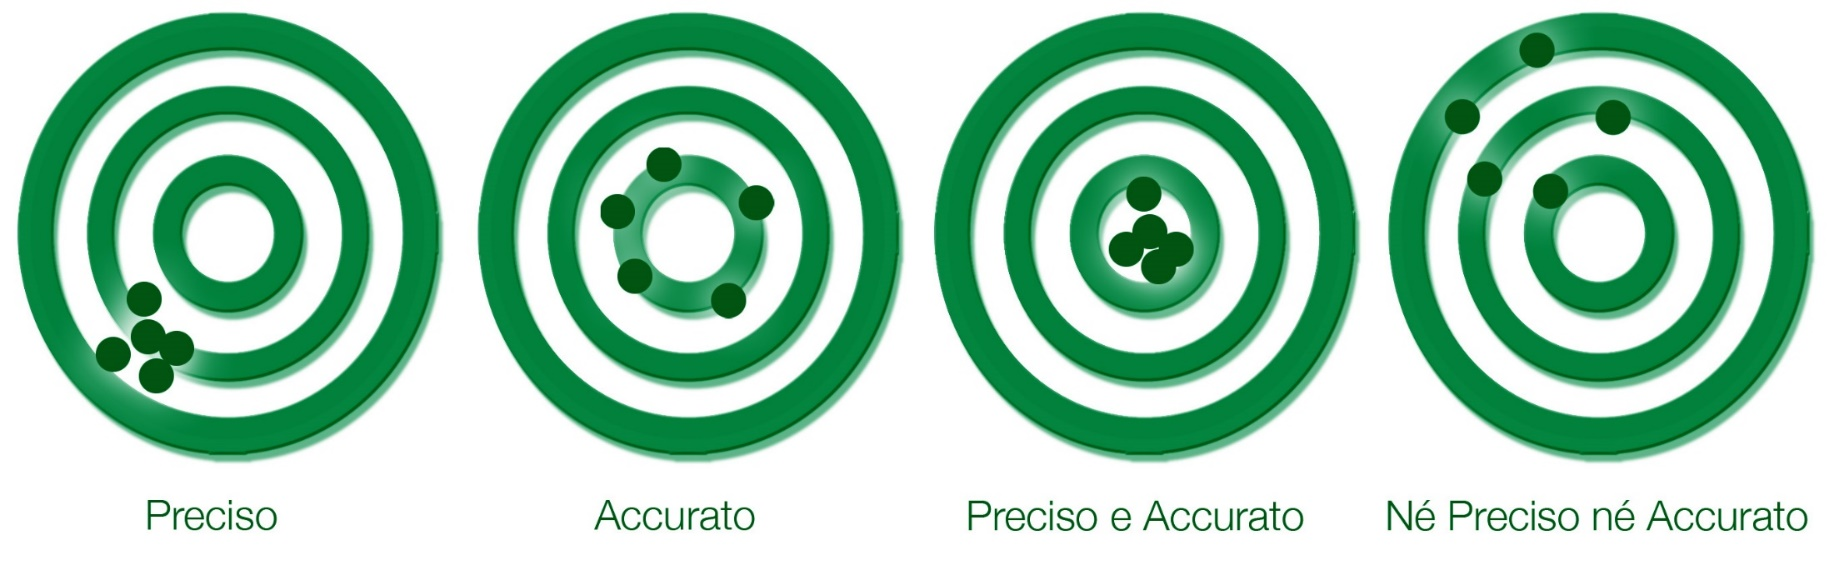 Preciso
Accurato
Preciso e Accurato
Né Preciso né Accurato